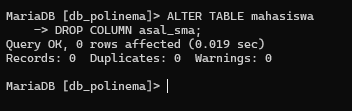 MariaDB [db_polinema]> ALTER TABLE mahasiswa
    -> DROP COLUMN asal_sma;
Query OK, 0 rows affected (0.019 sec)
Records: 0  Duplicates: 0  Warnings: 0

MariaDB [db_polinema]>